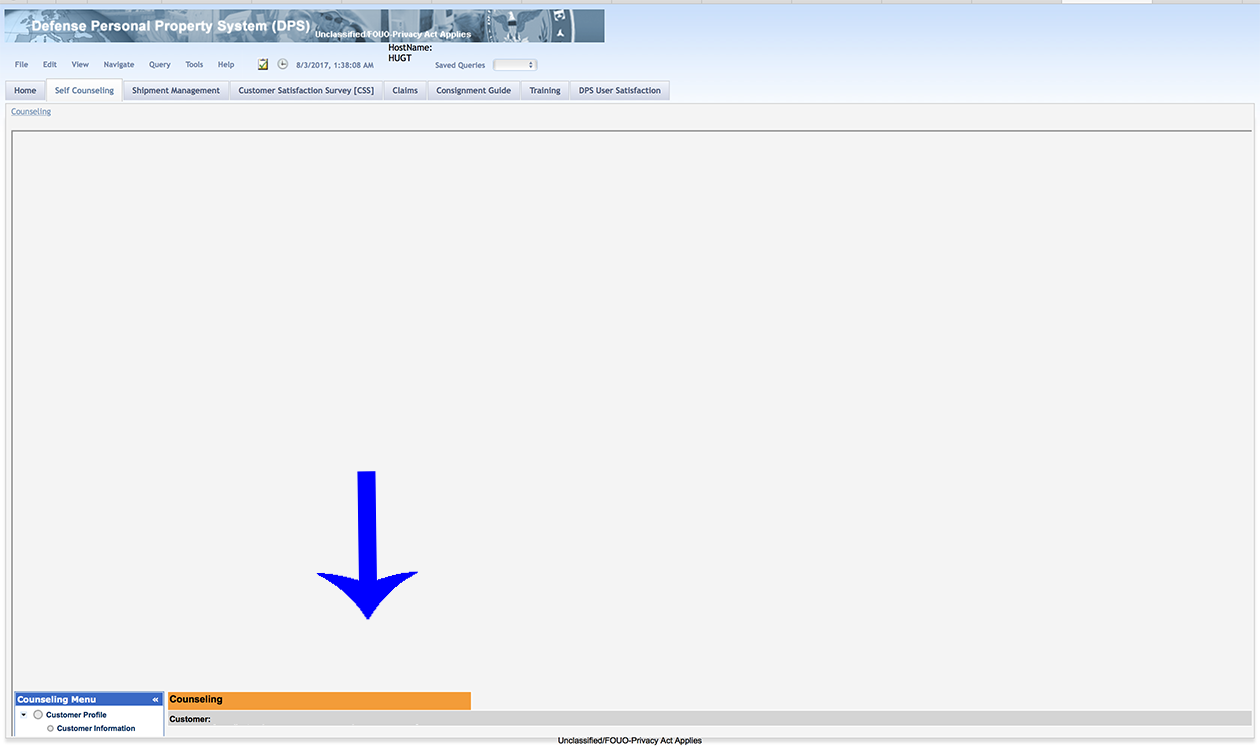 Defense Personal Property System (DPS)
Unclassified/FOUO-Privacy Act Applies
HostName:
HUGT
File Edit View Navigate Query Tools Help 8/3/2017, 1:38:08 AM Saved Queries
Home Self Counseling Shipment Management Customer Satisfaction Survey [CSS] Claims Consignment Guide Training DPS User Satisfaction
Counseling
Counseling Menu « Counseling
Customer Profile
Customer:
Customer Information
Unclassified/FOUO-Privacy Act Applies